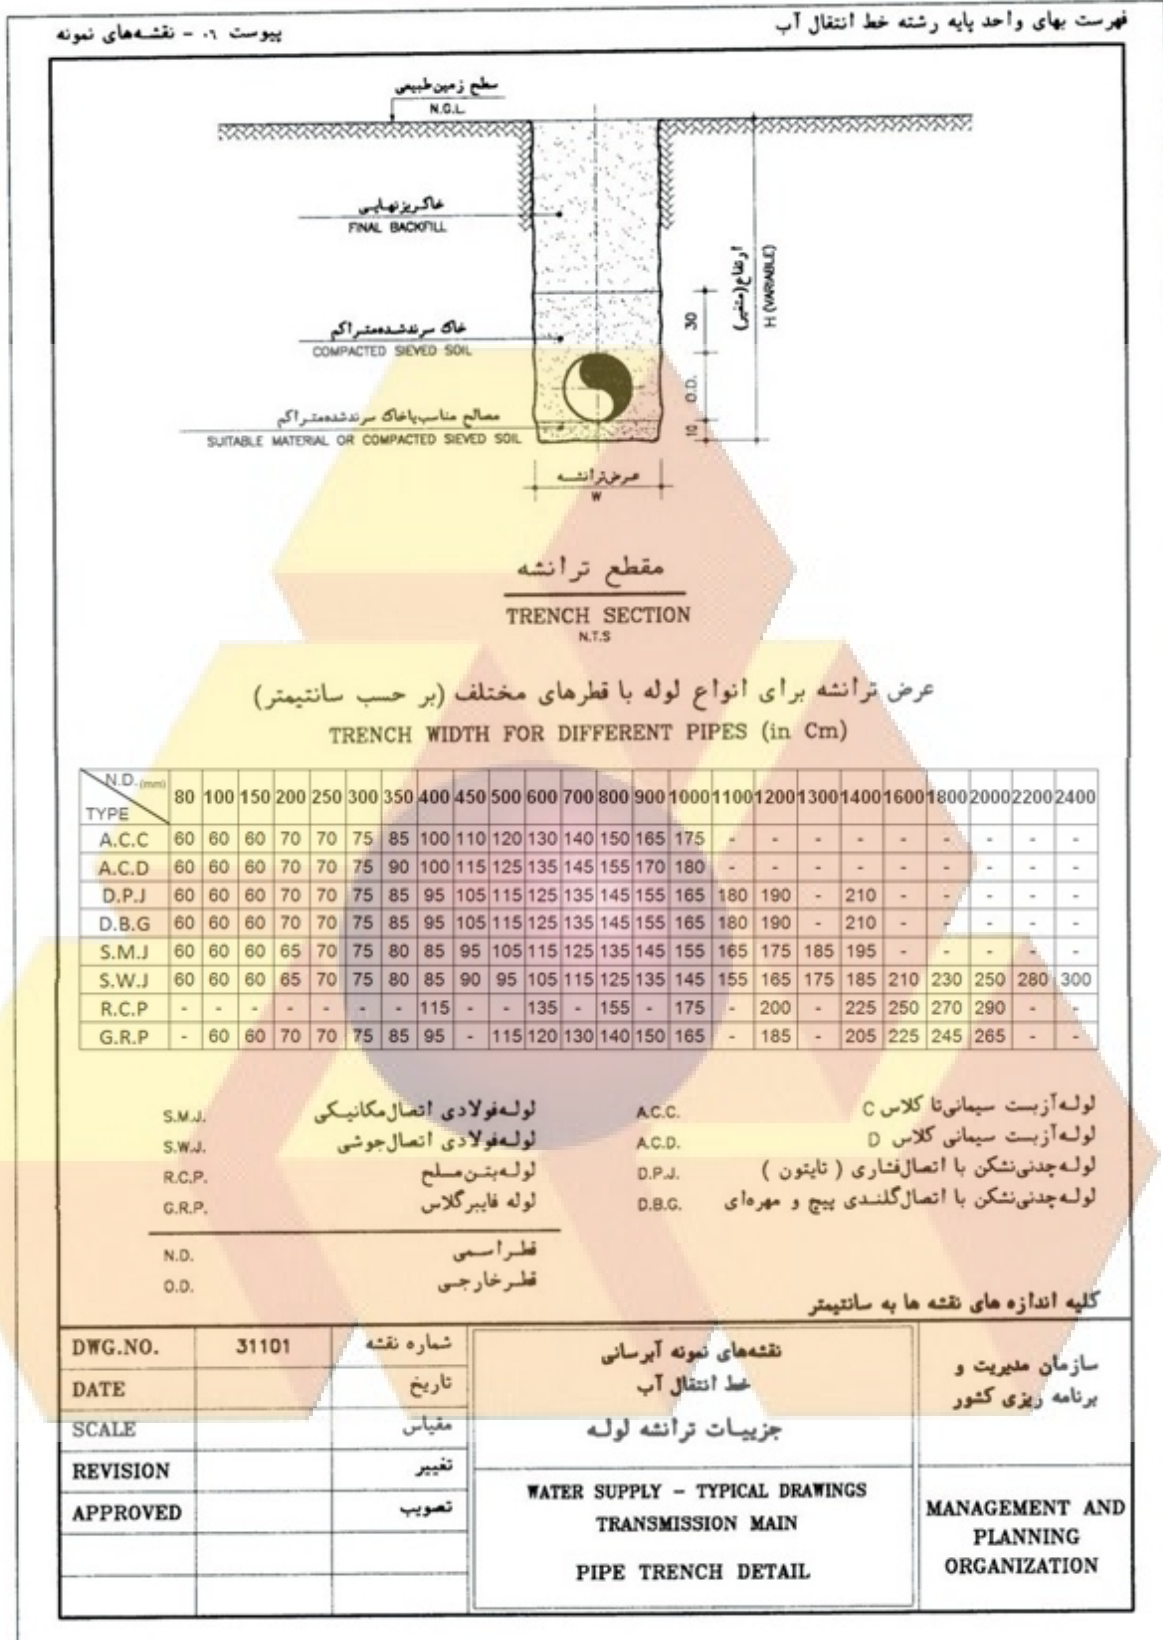 فهرست بهای واحد پایه رشته خط انتقال آب
پیوست ۰۶ - نقشه‌های نمونه
سطح زمین‌طبیعی
N.G.L.
خاکریزنهایی
FINAL BACKFILL
خاک سرندشده‌متراکم
COMPACTED SIEVED SOIL
مصالح مناسب‌یاخاک سرندشده‌متراکم
SUITABLE MATERIAL OR COMPACTED SIEVED SOIL
30
O.D.
10
ارتفاع(متغیر)
H (VARIABLE)
عرض‌ترانشه
W
مقطع ترانشه
TRENCH SECTION
N.T.S
عرض ترانشه برای انواع لوله با قطرهای مختلف (بر حسب سانتیمتر)
TRENCH WIDTH FOR DIFFERENT PIPES (in Cm)
N.D.(mm) TYPE 80 100 150 200 250 300 350 400 450 500 600 700 800 900 1000 1100 1200 1300 1400 1600 1800 2000 2200 2400
A.C.C 60 60 60 70 70 75 85 100 110 120 130 140 150 165 175 - - - - - - - - -
A.C.D 60 60 60 70 70 75 90 100 115 125 135 145 155 170 180 - - - - - - - - -
D.P.J 60 60 60 70 70 75 85 95 105 115 125 135 145 155 165 180 190 - 210 - - - - -
D.B.G 60 60 60 70 70 75 85 95 105 115 125 135 145 155 165 180 190 - 210 - - - - -
S.M.J 60 60 60 65 70 75 80 85 95 105 115 125 135 145 155 165 175 185 195 - - - - -
S.W.J 60 60 60 65 70 75 80 85 90 95 105 115 125 135 145 155 165 175 185 210 230 250 280 300
R.C.P - - - - - - - 115 - - 135 - 155 - 175 - 200 - 225 250 270 290 - -
G.R.P - 60 60 70 70 75 85 95 - 115 120 130 140 150 165 - 185 - 205 225 245 265 - -
لوله‌آزبست سیمانی‌تا کلاس C A.C.C.
لوله‌آزبست سیمانی کلاس D A.C.D.
لوله‌چدنی‌نشکن با اتصال‌فشاری ( تایتون ) D.P.J.
لوله‌چدنی‌نشکن با اتصال‌گلندی پیچ و مهره‌ای D.B.G.
لوله‌فولادی اتصال‌مکانیکی S.M.J.
لوله‌فولادی اتصال‌جوشی S.W.J.
لوله‌بتن‌مسلح R.C.P.
لوله فایبرگلاس G.R.P.
قطراسمی N.D.
قطرخارجی O.D.
کلیه اندازه های نقشه ها به سانتیمتر
سازمان مدیریت و
برنامه ریزی کشور
MANAGEMENT AND
PLANNING
ORGANIZATION
نقشه‌های نمونه آبرسانی
خط انتقال آب
جزییات ترانشه لوله
WATER SUPPLY - TYPICAL DRAWINGS
TRANSMISSION MAIN
PIPE TRENCH DETAIL
DWG.NO. 31101 شماره نقشه
DATE تاریخ
SCALE مقیاس
REVISION تغییر
APPROVED تصویب